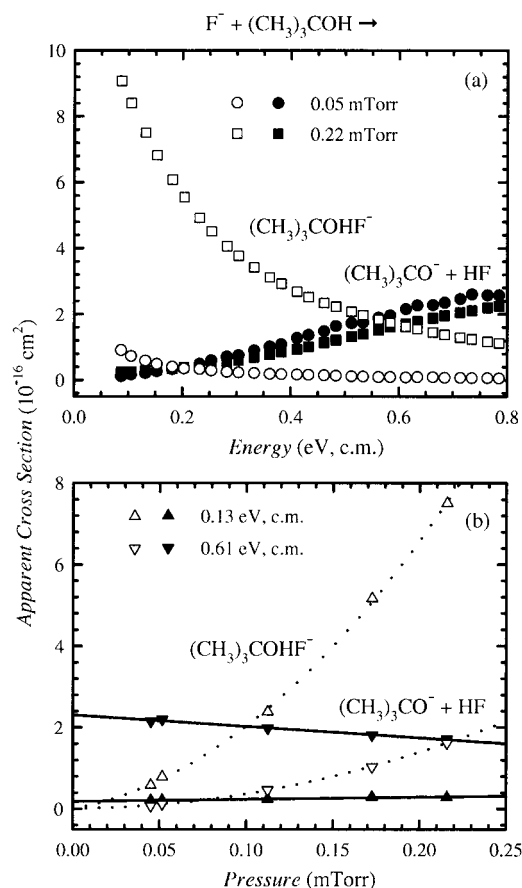 F⁻ + (CH₃)₃COH →
10
(a)
○ ● 0.05 mTorr
8
□ ■ 0.22 mTorr
6
(CH₃)₃COHF⁻
4
(CH₃)₃CO⁻ + HF
2
0
0.0 0.2 0.4 0.6 0.8
Energy (eV, c.m.)
Apparent Cross Section (10⁻¹⁶ cm²)
8
△ ▲ 0.13 eV, c.m.
(b)
▽ ▼ 0.61 eV, c.m.
6
(CH₃)₃COHF⁻
4
(CH₃)₃CO⁻ + HF
2
0
0.00 0.05 0.10 0.15 0.20 0.25
Pressure (mTorr)